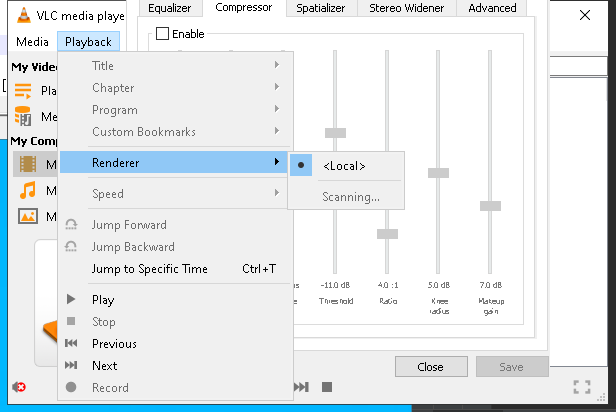 VLC media playe
Equalizer
Compressor
Spatializer
Stereo Widener
Advanced
Media
Playback
Enable
My Video
Pla
Me
My Comp
M
M
M
Title
Chapter
Program
Custom Bookmarks
Renderer
<Local>
Scanning...
Speed
Jump Forward
Jump Backward
Jump to Specific Time Ctrl+T
Play
Stop
Previous
Next
Record
-11.0 dB
4.0 :1
5.0 dB
7.0 dB
Threshold
Ratio
Knee
radius
Makeup
gain
Close
Save